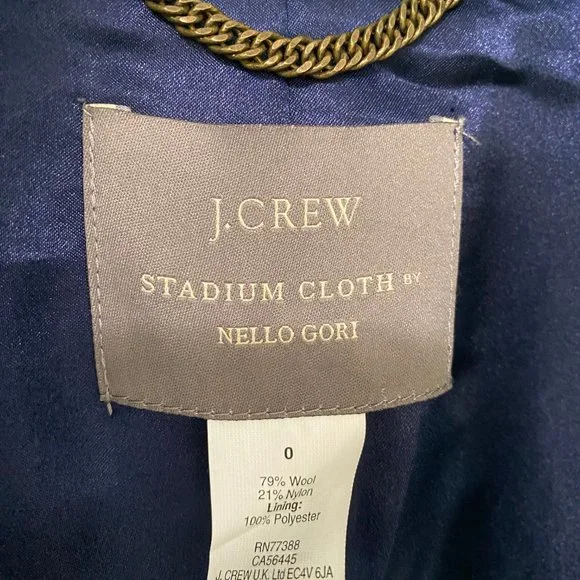 J.CREW
STADIUM CLOTH BY
NELLO GORI
0
79% Wool
21% Nylon
Lining:
100% Polyester
RN77388
CA56445
J. CREW U.K. Ltd EC4V 6JA